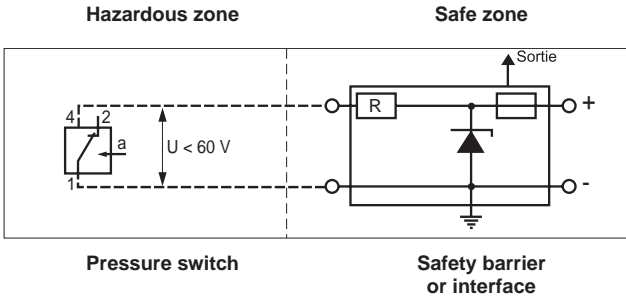 Hazardous zone
Safe zone
Sortie
4
2
R
+
a
U < 60 V
1
-
Pressure switch
Safety barrier
or interface